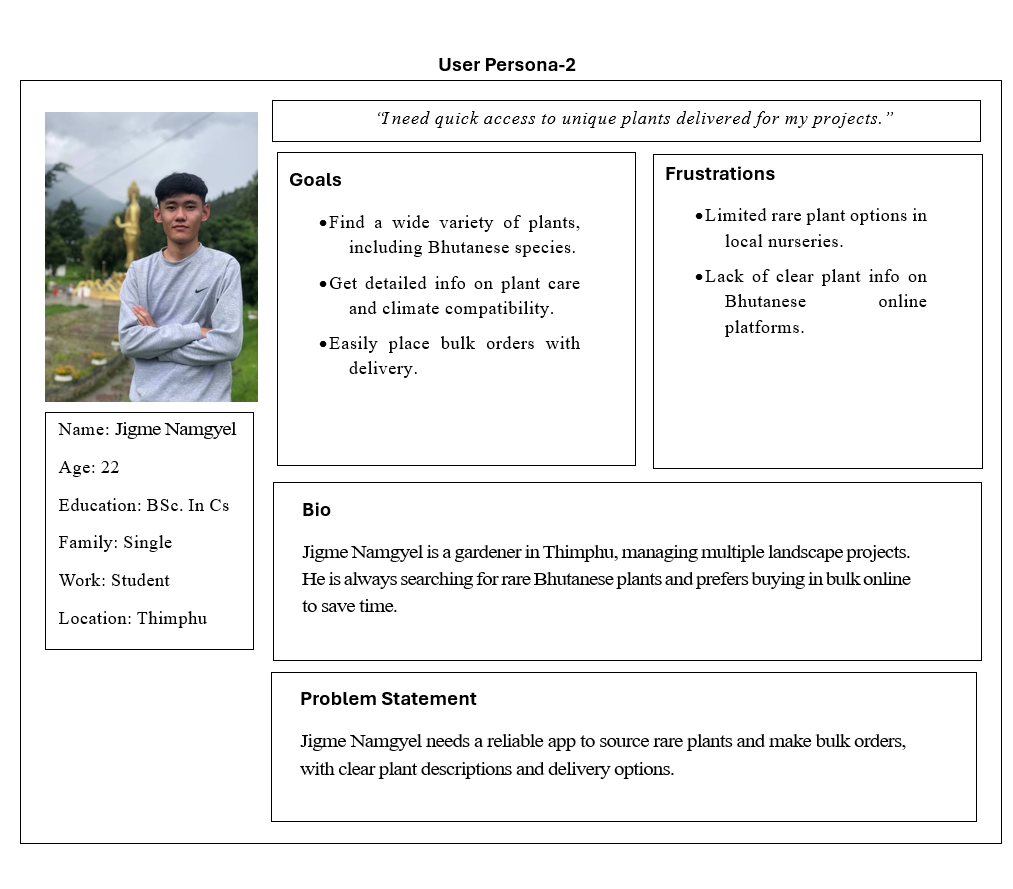 User Persona-2
“I need quick access to unique plants delivered for my projects.”
Goals
•Find a wide variety of plants,
including Bhutanese species.
•Get detailed info on plant care
and climate compatibility.
•Easily place bulk orders with
delivery.
Frustrations
•Limited rare plant options in
local nurseries.
•Lack of clear plant info on
Bhutanese online
platforms.
Name: Jigme Namgyel
Age: 22
Education: BSc. In Cs
Family: Single
Work: Student
Location: Thimphu
Bio
Jigme Namgyel is a gardener in Thimphu, managing multiple landscape projects.
He is always searching for rare Bhutanese plants and prefers buying in bulk online
to save time.
Problem Statement
Jigme Namgyel needs a reliable app to source rare plants and make bulk orders,
with clear plant descriptions and delivery options.